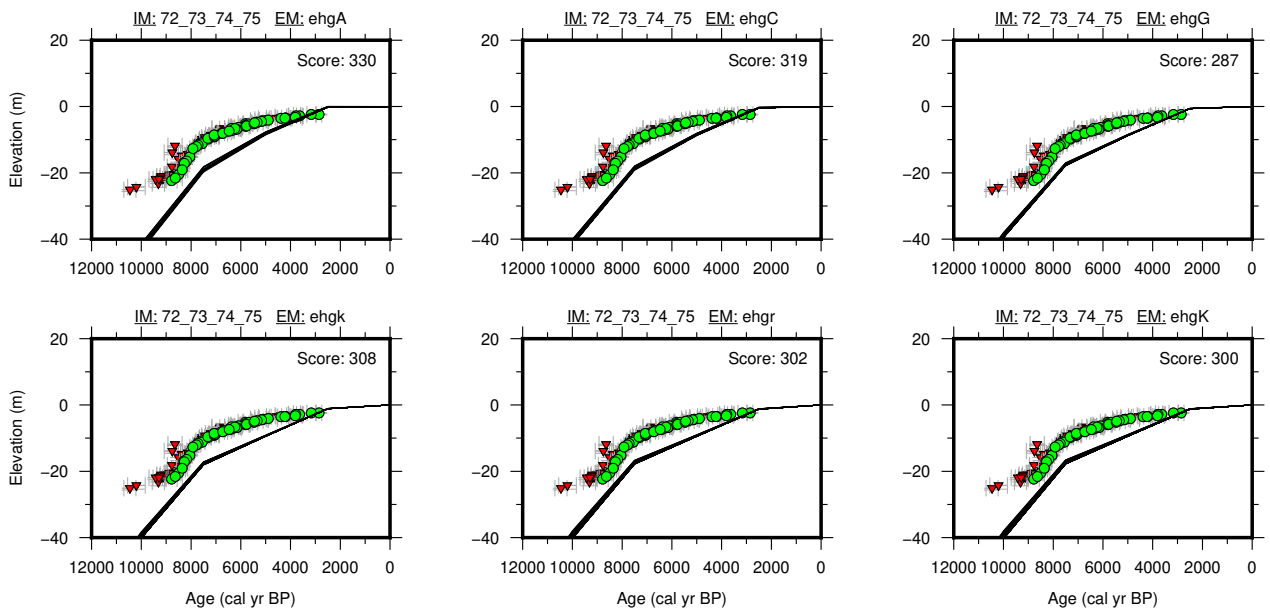 IM: 72_73_74_75 EM: ehgA
20
0
−20
−40
Elevation (m)
Score: 330
12000 10000 8000 6000 4000 2000 0
IM: 72_73_74_75 EM: ehgC
20
0
−20
−40
Score: 319
12000 10000 8000 6000 4000 2000 0
IM: 72_73_74_75 EM: ehgG
20
0
−20
−40
Score: 287
12000 10000 8000 6000 4000 2000 0
IM: 72_73_74_75 EM: ehgk
20
0
−20
−40
Elevation (m)
Score: 308
12000 10000 8000 6000 4000 2000 0
Age (cal yr BP)
IM: 72_73_74_75 EM: ehgr
20
0
−20
−40
Score: 302
12000 10000 8000 6000 4000 2000 0
Age (cal yr BP)
IM: 72_73_74_75 EM: ehgK
20
0
−20
−40
Score: 300
12000 10000 8000 6000 4000 2000 0
Age (cal yr BP)